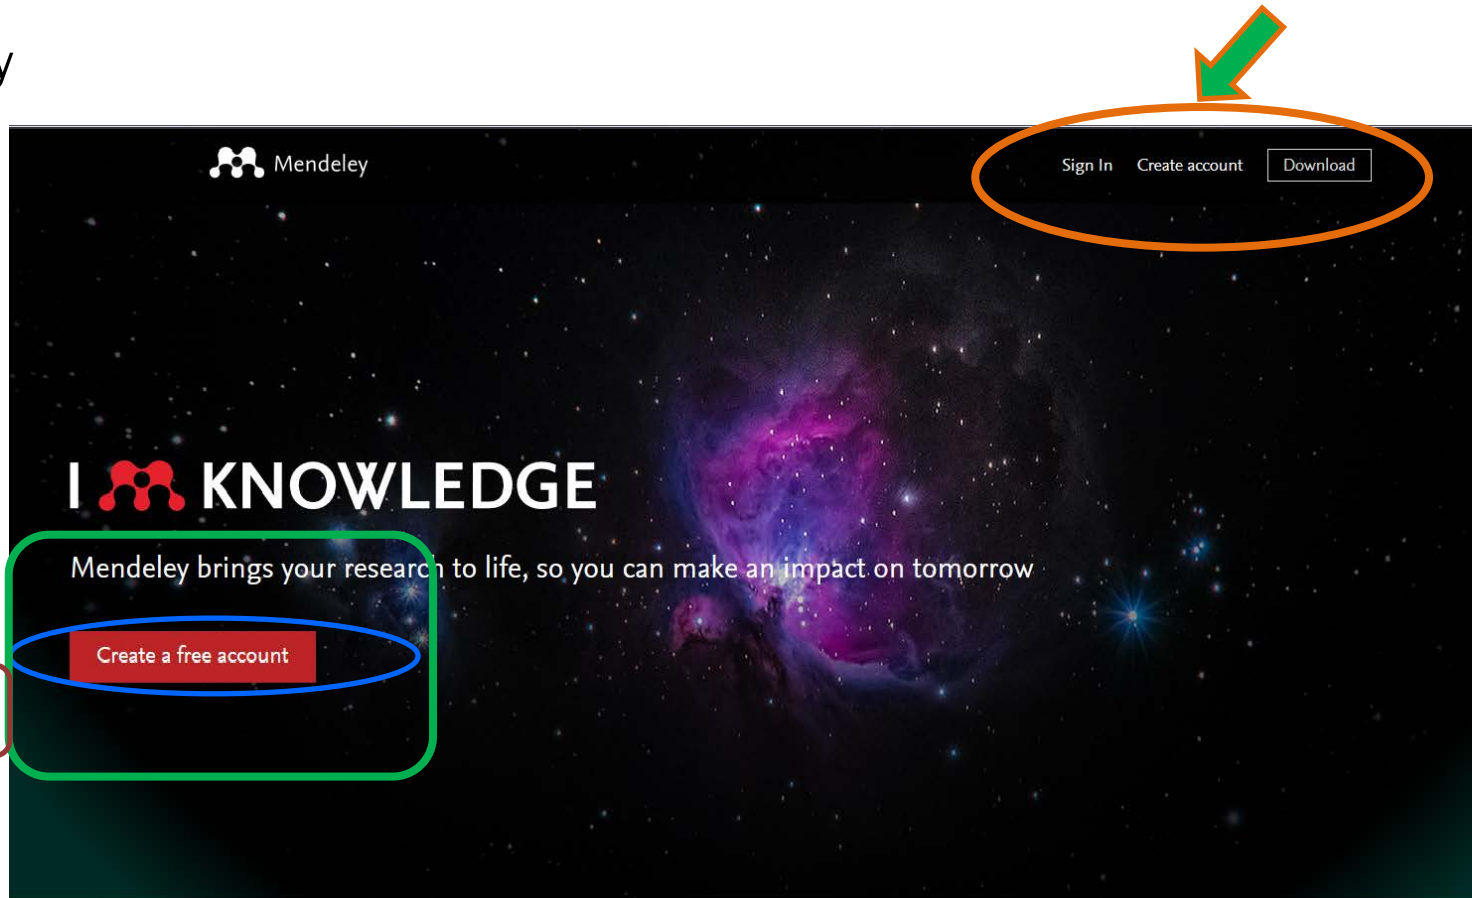 y
Mendeley
Sign In Create account Download
I KNOWLEDGE
Mendeley brings your research to life, so you can make an impact on tomorrow
Create a free account